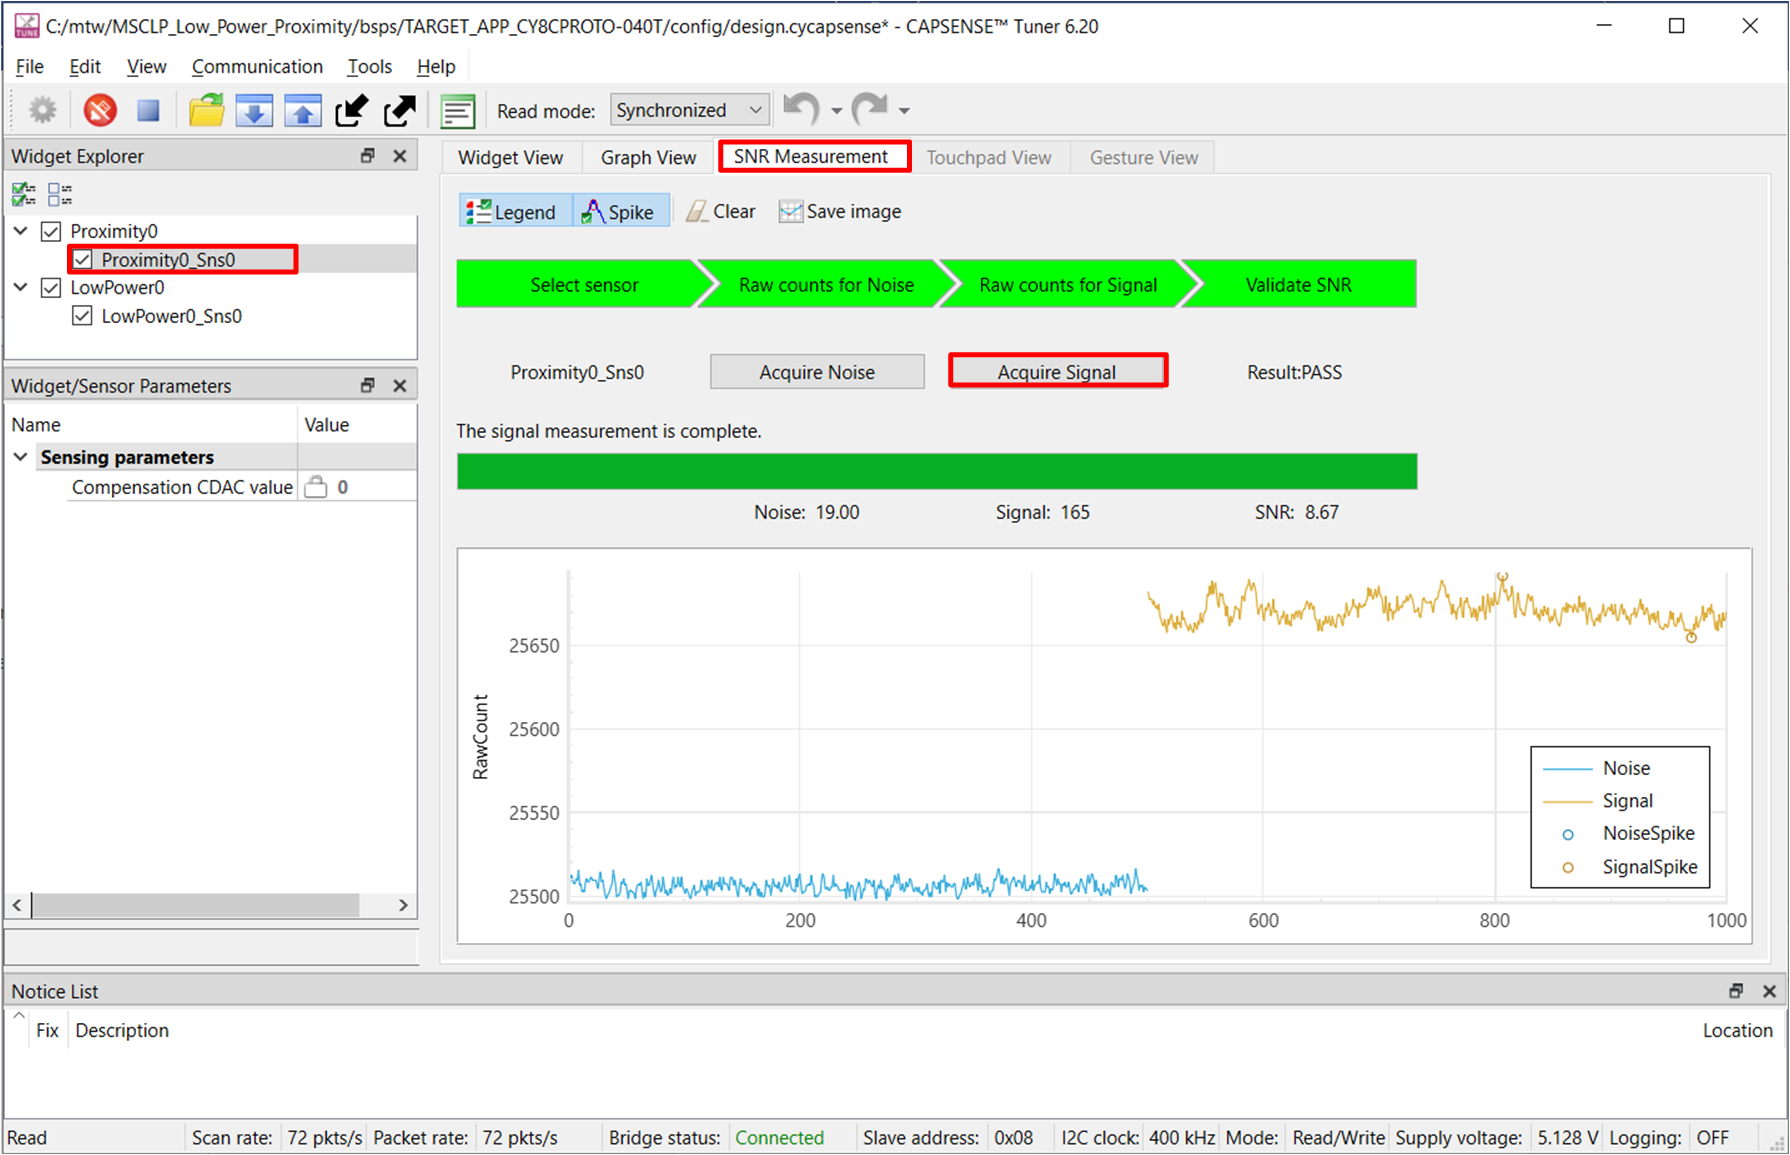 C:/mtw/MSCLP_Low_Power_Proximity/bsps/TARGET_APP_CY8CPROTO-040T/config/design.cycapsense* - CAPSENSE™ Tuner 6.20
File Edit View Communication Tools Help
Read mode: Synchronized
Widget Explorer
Proximity0
Proximity0_Sns0
LowPower0
LowPower0_Sns0
Widget/Sensor Parameters
Name Value
Sensing parameters
Compensation CDAC value 0
Widget View Graph View SNR Measurement Touchpad View Gesture View
Legend Spike Clear Save image
Select sensor Raw counts for Noise Raw counts for Signal Validate SNR
Proximity0_Sns0 Acquire Noise Acquire Signal Result:PASS
The signal measurement is complete.
Noise: 19.00 Signal: 165 SNR: 8.67
RawCount
25650
25600
25550
25500
0 200 400 600 800 1000
Noise
Signal
NoiseSpike
SignalSpike
Notice List
Fix Description Location
Read Scan rate: 72 pkts/s Packet rate: 72 pkts/s Bridge status: Connected Slave address: 0x08 I2C clock: 400 kHz Mode: Read/Write Supply voltage: 5.128 V Logging: OFF